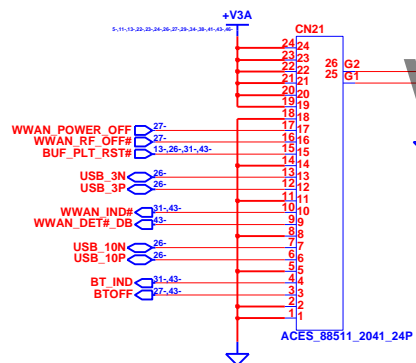 +V3A
5-,11-,13-,22-,23-,24-,26-,27-,29-,34-,39-,41-,43-,46-
CN21
24 24
23 23
22 22 26 G2
21 21 25 G1
20 20
19 19
18 18
WWAN_POWER_OFF 27- 17 17
WWAN_RF_OFF# 27- 16 16
BUF_PLT_RST# 13-,26-,31-,43- 15 15
14 14
USB_3N 26- 13 13
USB_3P 26- 12 12
11 11
WWAN_IND# 31-,43- 10 10
WWAN_DET#_DB 43- 9 9
8 8
USB_10N 26- 7 7
USB_10P 26- 6 6
5 5
BT_IND 31-,43- 4 4
BTOFF 27-,43- 3 3
2 2
1 1
ACES_88511_2041_24P